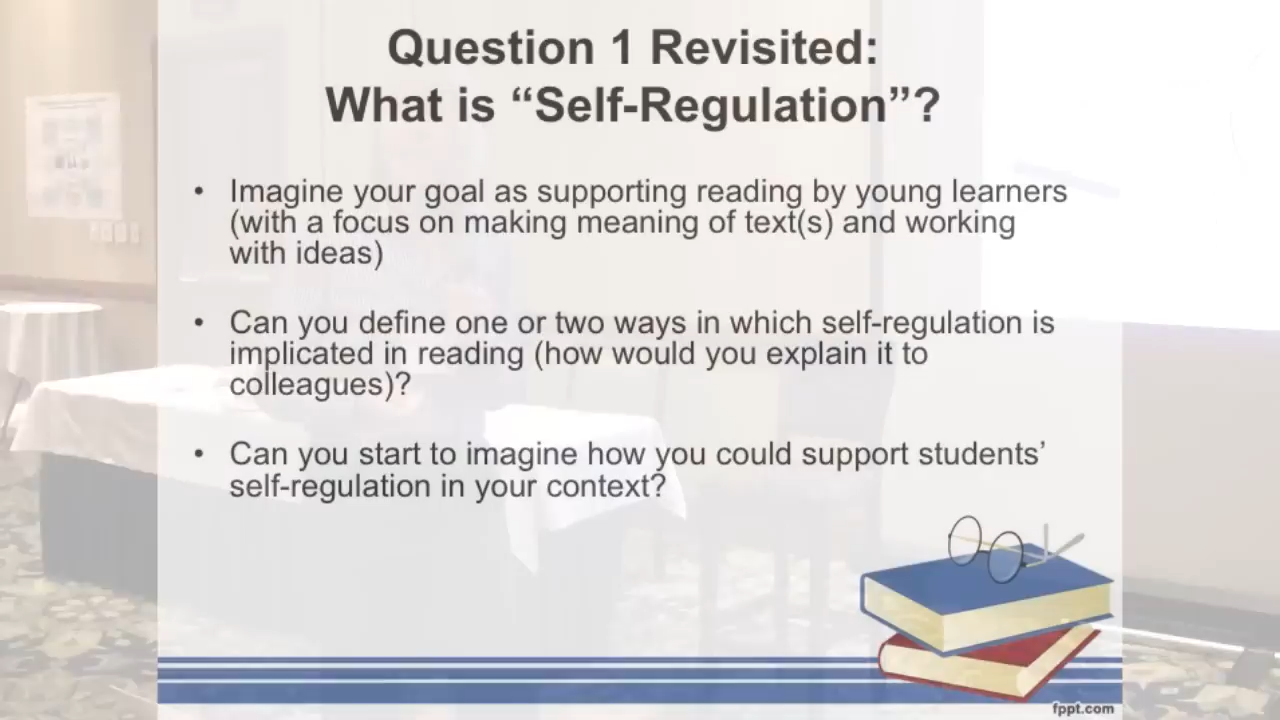 Question 1 Revisited:
What is “Self-Regulation”?
• Imagine your goal as supporting reading by young learners
(with a focus on making meaning of text(s) and working
with ideas)
• Can you define one or two ways in which self-regulation is
implicated in reading (how would you explain it to
colleagues)?
• Can you start to imagine how you could support students’
self-regulation in your context?
fppt.com